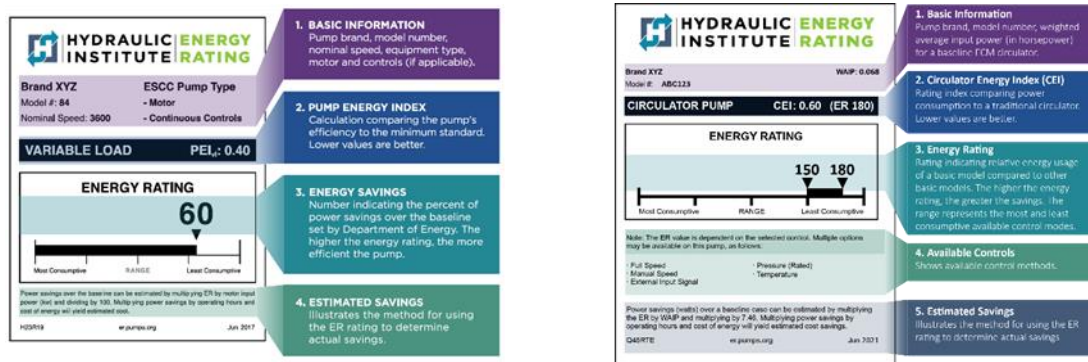 HYDRAULIC INSTITUTE | ENERGY RATING
Brand XYZ
Model #: 84
Nominal Speed: 3600
ESCC Pump Type
- Motor
- Continuous Controls
VARIABLE LOAD PEIvl: 0.40
ENERGY RATING
60
Most Consumptive RANGE Least Consumptive
Power savings over the baseline can be estimated by multiplying ER by motor input
power (kw) and dividing by 100. Multiplying power savings by operating hours and
cost of energy will yield estimated cost.
er.pumps.org Jun 2017
1. BASIC INFORMATION
Pump brand, model number,
nominal speed, equipment type,
motor and controls (if applicable).
2. PUMP ENERGY INDEX
Calculation comparing the pump's
efficiency to the minimum standard.
Lower values are better.
3. ENERGY SAVINGS
Number indicating the percent of
power savings over the baseline
set by Department of Energy. The
higher the energy rating, the more
efficient the pump.
4. ESTIMATED SAVINGS
Illustrates the method for using
the ER rating to determine
actual savings.
HYDRAULIC INSTITUTE | ENERGY RATING
Brand XYZ WAIP: 0.068
Model #: ABC123
CIRCULATOR PUMP CEI: 0.60 (ER 180)
ENERGY RATING
150 180
Most Consumptive RANGE Least Consumptive
Note: The ER value is dependent on the selected control. Multiple options
may be available on this pump, as follows:
· Full Speed
· Manual Speed
· External Input Signal
· Pressure (Rated)
· Temperature
Power savings (watts) over a baseline case can be estimated by multiplying
the ER by WAIP and multiplying by 7.46. Multiplying power savings by
operating hours and cost of energy will yield estimated cost savings.
Q48RTE er.pumps.org Jun 2021
1. Basic Information
Pump brand, model number, weighted
average input power (in horsepower)
for a baseline ECM circulator.
2. Circulator Energy Index (CEI)
Rating index comparing power
consumption to a traditional circulator.
Lower values are better.
3. Energy Rating
Rating indicating relative energy usage
of a basic model compared to other
basic models. The higher the energy
rating, the greater the savings. The
range represents the most and least
consumptive available control modes.
4. Available Controls
Shows available control methods.
5. Estimated Savings
Illustrates the method for using the ER
rating to determine actual savings